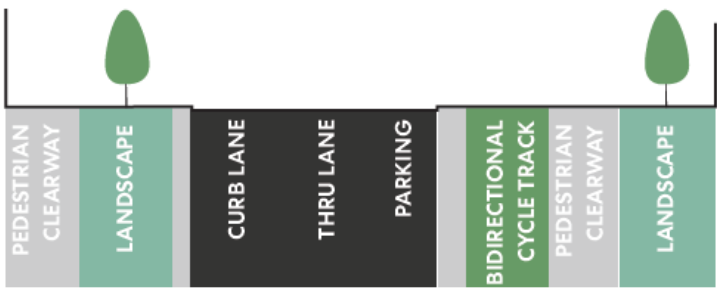 PEDESTRIAN
CLEARWAY
LANDSCAPE
CURB LANE
THRU LANE
PARKING
BIDIRECTIONAL
CYCLE TRACK
PEDESTRIAN
CLEARWAY
LANDSCAPE